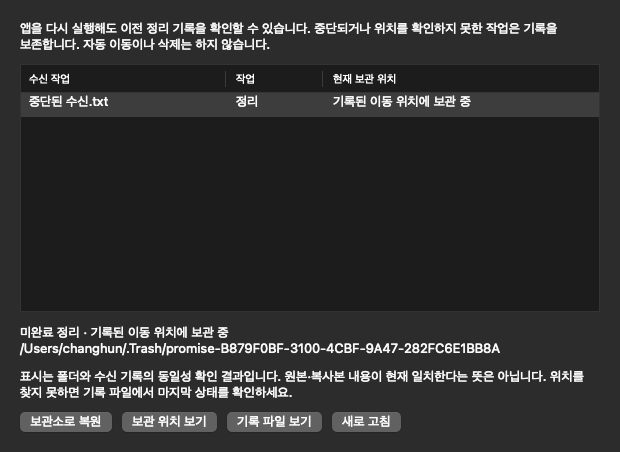 앱을 다시 실행해도 이전 정리 기록을 확인할 수 있습니다. 중단되거나 위치를 확인하지 못한 작업은 기록을
보존합니다. 자동 이동이나 삭제는 하지 않습니다.
수신 작업 작업 현재 보관 위치
중단된 수신.txt 정리 기록된 이동 위치에 보관 중
미완료 정리 · 기록된 이동 위치에 보관 중
/Users/changhun/.Trash/promise-B879F0BF-3100-4CBF-9A47-282FC6E1BB8A
표시는 폴더와 수신 기록의 동일성 확인 결과입니다. 원본·복사본 내용이 현재 일치한다는 뜻은 아닙니다. 위치를
찾지 못하면 기록 파일에서 마지막 상태를 확인하세요.
보관소로 복원 보관 위치 보기 기록 파일 보기 새로 고침